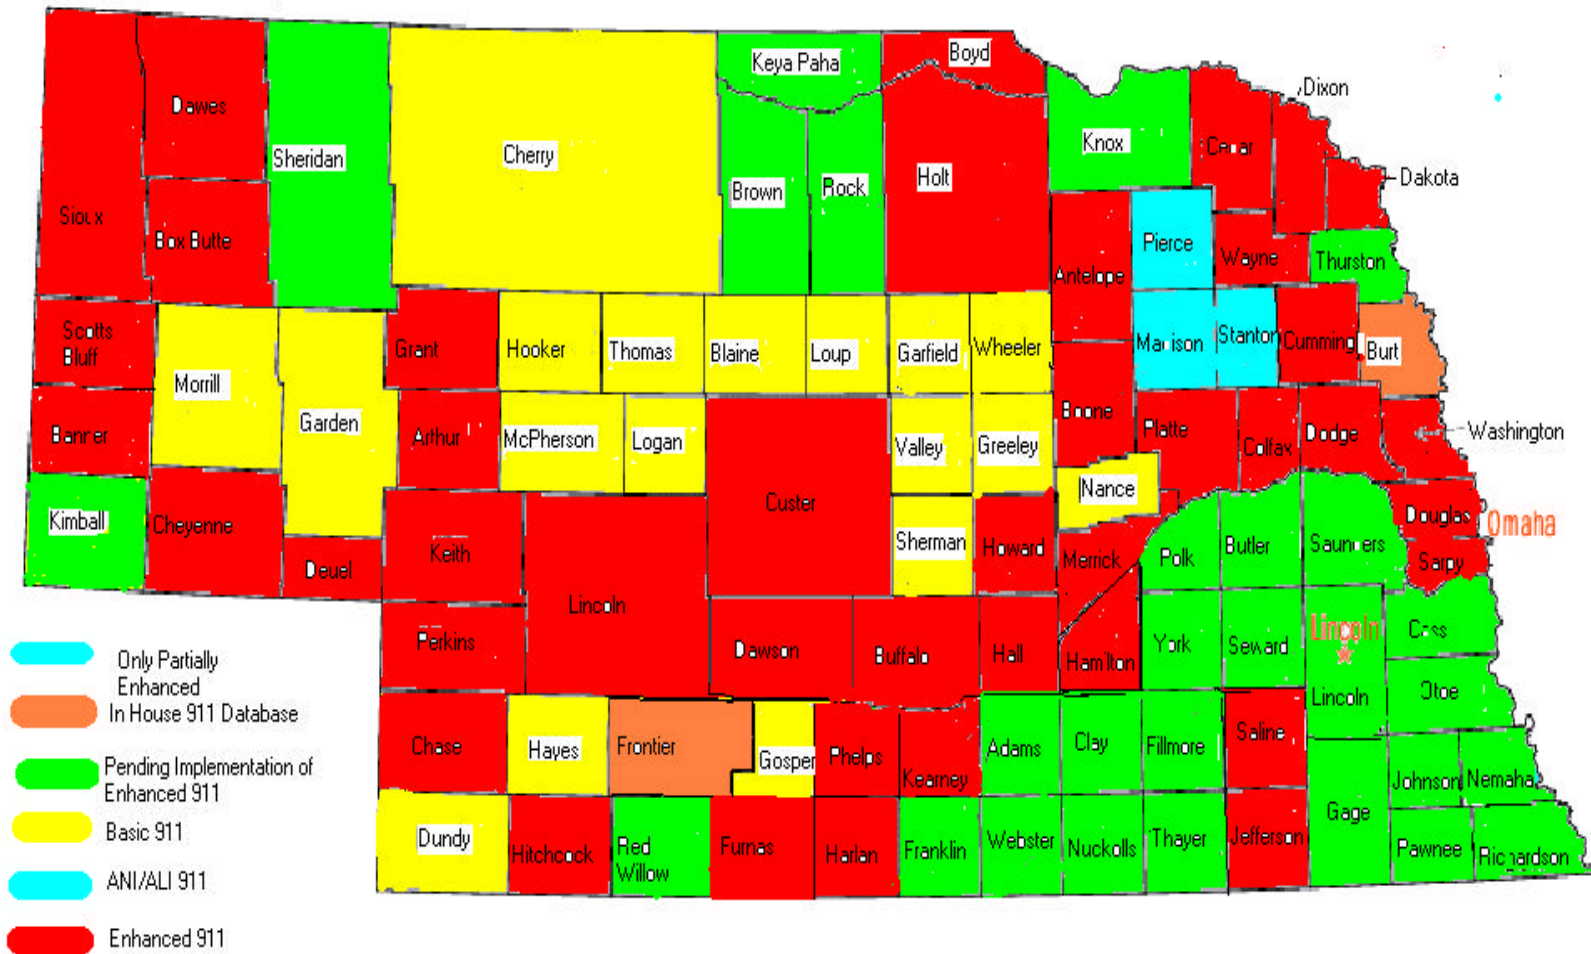 Boyd
Keya Paha
Dixon
Dawes
Knox
Cedar
Sheridan
Cherry
Holt
Dakota
Brown
Rock
Sioux
Box Butte
Pierce
Wayne
Thurston
Antelope
Scotts
Bluff
Grant
Hooker
Thomas
Blaine
Loup
Garfield
Wheeler
Madison
Stanton
Cuming
Burt
Morrill
Garden
Banner
Arthur
McPherson
Logan
Valley
Greeley
Boone
Platte
Colfax
Dodge
Washington
Kimball
Cheyenne
Custer
Nance
Douglas
Omaha
Deuel
Keith
Sherman
Howard
Merrick
Polk
Butler
Saunders
Sarpy
Lincoln
Perkins
Dawson
Buffalo
Hall
Hamilton
York
Seward
Lincoln
Cass
Lincoln
Otoe
Chase
Hayes
Frontier
Gosper
Phelps
Kearney
Adams
Clay
Fillmore
Saline
Johnson
Nemaha
Dundy
Hitchcock
Red
Willow
Furnas
Harlan
Franklin
Webster
Nuckolls
Thayer
Jefferson
Gage
Pawnee
Richardson
Only Partially
Enhanced
In House 911 Database
Pending Implementation of
Enhanced 911
Basic 911
ANI/ALI 911
Enhanced 911